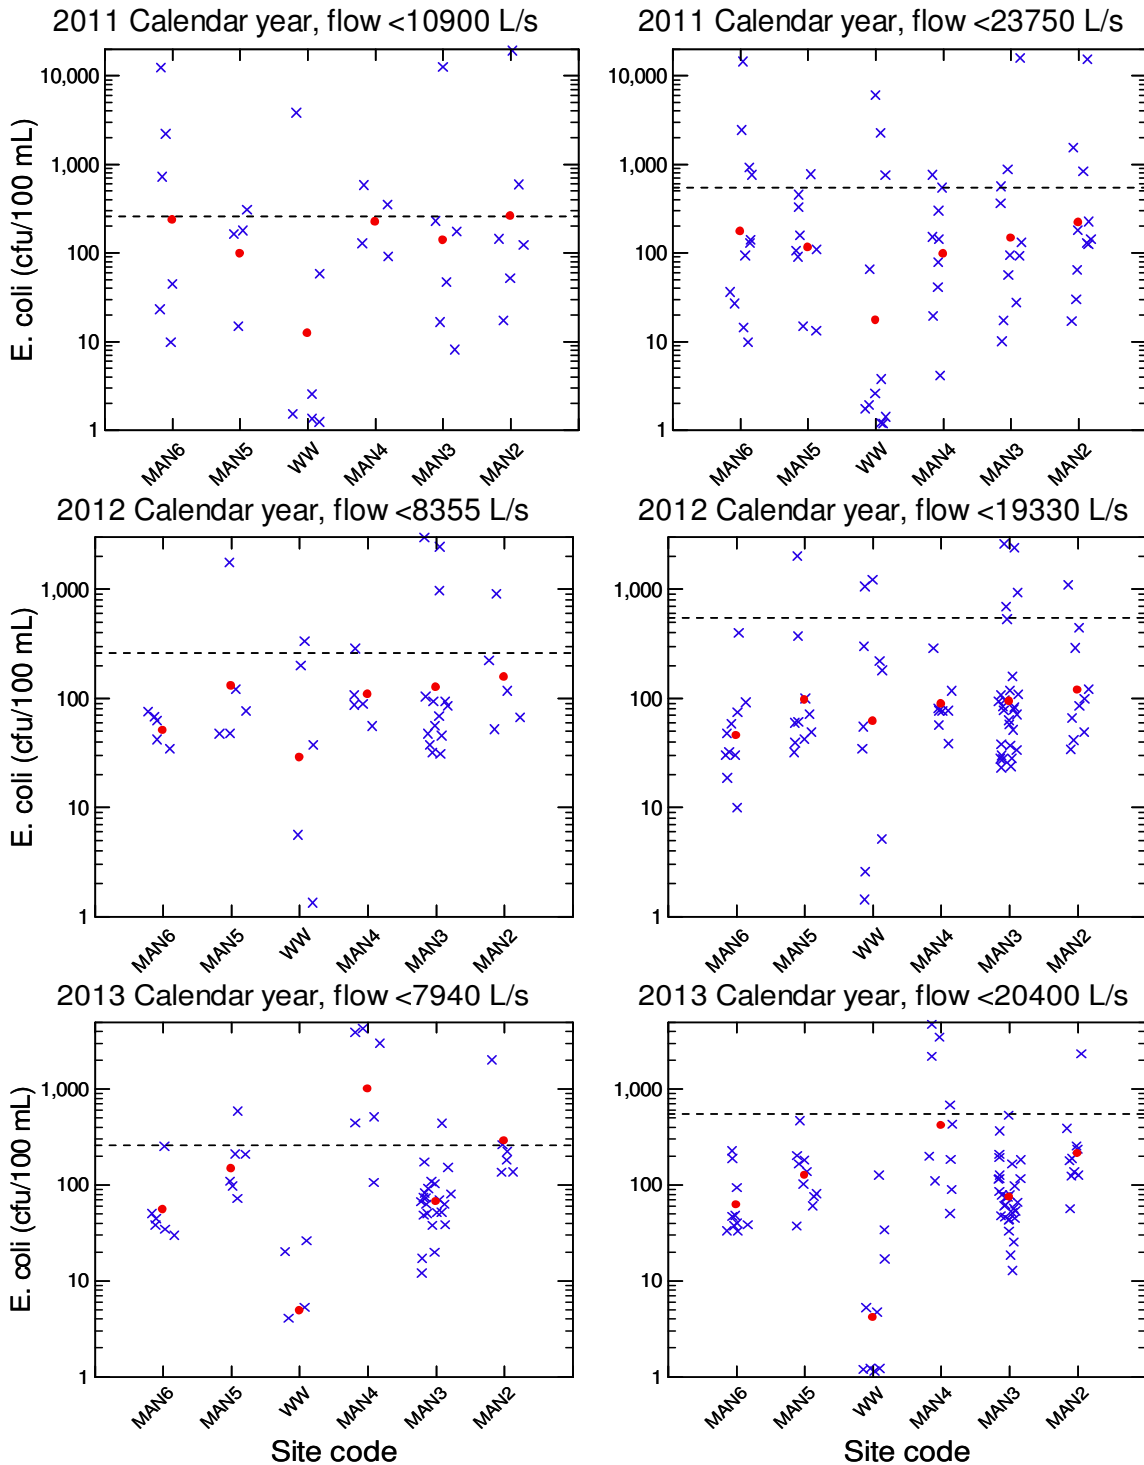 2011 Calendar year, flow <10900 L/s
2011 Calendar year, flow <23750 L/s
E. coli (cfu/100 mL)
10,000
1,000
100
10
1
MAN6 MAN5 WW MAN4 MAN3 MAN2
10,000
1,000
100
10
1
MAN6 MAN5 WW MAN4 MAN3 MAN2
2012 Calendar year, flow <8355 L/s
2012 Calendar year, flow <19330 L/s
E. coli (cfu/100 mL)
1,000
100
10
1
MAN6 MAN5 WW MAN4 MAN3 MAN2
1,000
100
10
1
MAN6 MAN5 WW MAN4 MAN3 MAN2
2013 Calendar year, flow <7940 L/s
2013 Calendar year, flow <20400 L/s
E. coli (cfu/100 mL)
1,000
100
10
1
MAN6 MAN5 WW MAN4 MAN3 MAN2
Site code
1,000
100
10
1
MAN6 MAN5 WW MAN4 MAN3 MAN2
Site code